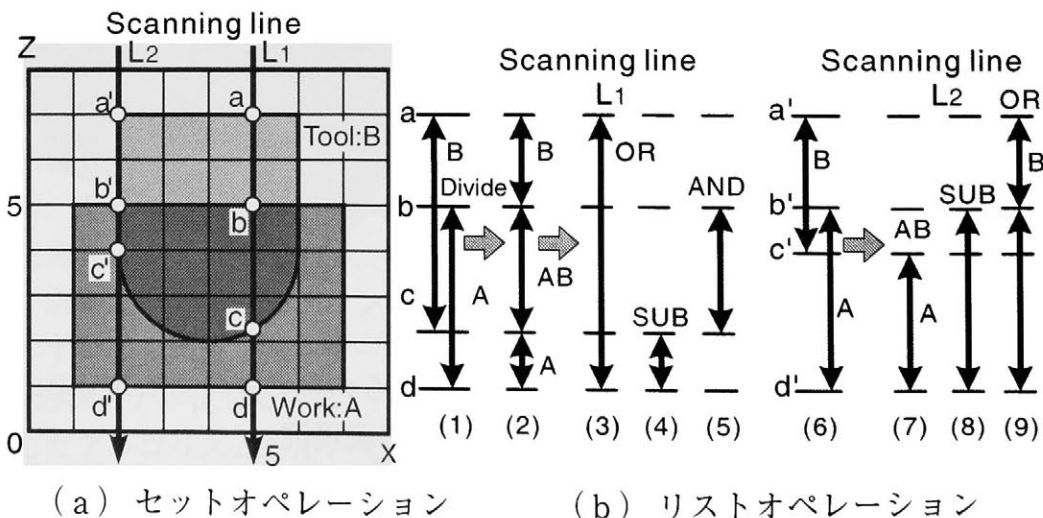 Scanning line
Z L2 L1
a' a
Tool:B
5 b' b
c' c
d' d Work:A
0 5 X
(a) セットオペレーション
Scanning line
L1
a
B B OR
Divide AND
b
A AB
c
SUB
A
d
(1) (2) (3) (4) (5)
Scanning line
L2 OR
a'
B B
b' SUB
AB
c'
A A
d'
(6) (7) (8) (9)
(b) リストオペレーション